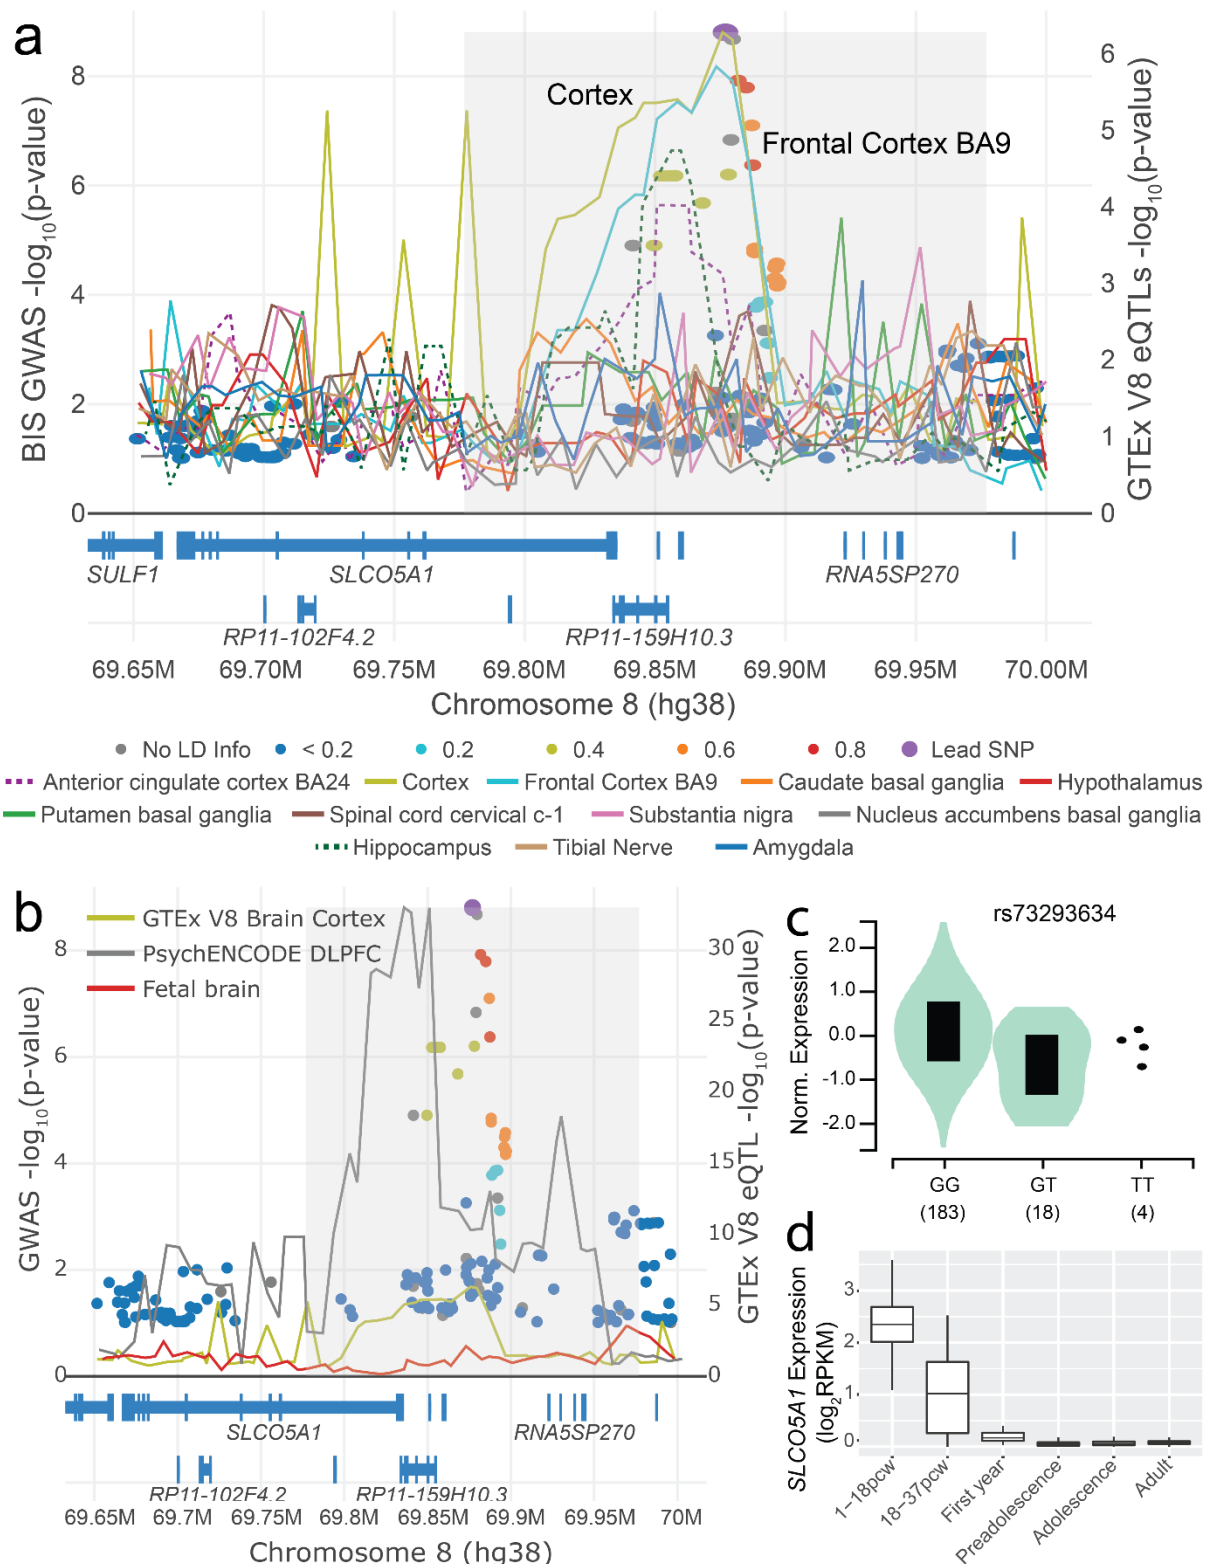 a
BIS GWAS -log10(p-value)
GTEx V8 eQTLs -log10(p-value)
8
6
4
2
0
6
5
4
3
2
1
0
Cortex
Frontal Cortex BA9
SULF1
SLCO5A1
RNA5SP270
RP11-102F4.2
RP11-159H10.3
69.65M 69.70M 69.75M 69.80M 69.85M 69.90M 69.95M 70.00M
Chromosome 8 (hg38)
No LD Info < 0.2 0.2 0.4 0.6 0.8 Lead SNP
Anterior cingulate cortex BA24 Cortex Frontal Cortex BA9 Caudate basal ganglia Hypothalamus
Putamen basal ganglia Spinal cord cervical c-1 Substantia nigra Nucleus accumbens basal ganglia
Hippocampus Tibial Nerve Amygdala
b
GTEx V8 Brain Cortex
PsychENCODE DLPFC
Fetal brain
GWAS -log10(p-value)
GTEx V8 eQTL -log10(p-value)
8
6
4
2
0
30
25
20
15
10
5
0
SLCO5A1
RNA5SP270
RP11-102F4.2
RP11-159H10.3
69.65M 69.7M 69.75M 69.8M 69.85M 69.9M 69.95M 70M
Chromosome 8 (hg38)
c
rs73293634
Norm. Expression
2.0
1.0
0.0
-1.0
-2.0
GG GT TT
(183) (18) (4)
d
SLCO5A1 Expression
(log2RPKM)
3
2
1
0
1-18pcw
18-37pcw
First year
Preadolescence
Adolescence
Adult